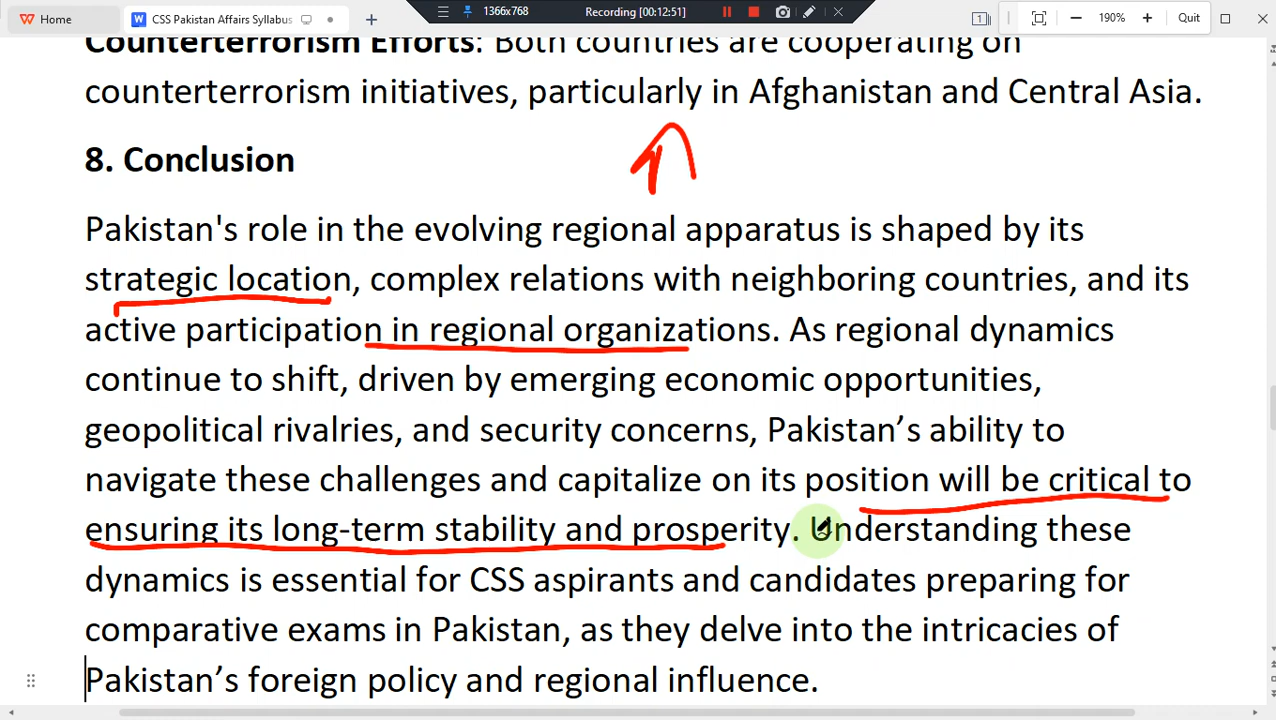 Home
CSS Pakistan Affairs Syllabus
1366x768
Recording [00:12:51]
1
190%
Quit
Counterterrorism Efforts: Both countries are cooperating on
counterterrorism initiatives, particularly in Afghanistan and Central Asia.
8. Conclusion
Pakistan's role in the evolving regional apparatus is shaped by its
strategic location, complex relations with neighboring countries, and its
active participation in regional organizations. As regional dynamics
continue to shift, driven by emerging economic opportunities,
geopolitical rivalries, and security concerns, Pakistan’s ability to
navigate these challenges and capitalize on its position will be critical to
ensuring its long-term stability and prosperity. Understanding these
dynamics is essential for CSS aspirants and candidates preparing for
comparative exams in Pakistan, as they delve into the intricacies of
Pakistan’s foreign policy and regional influence.